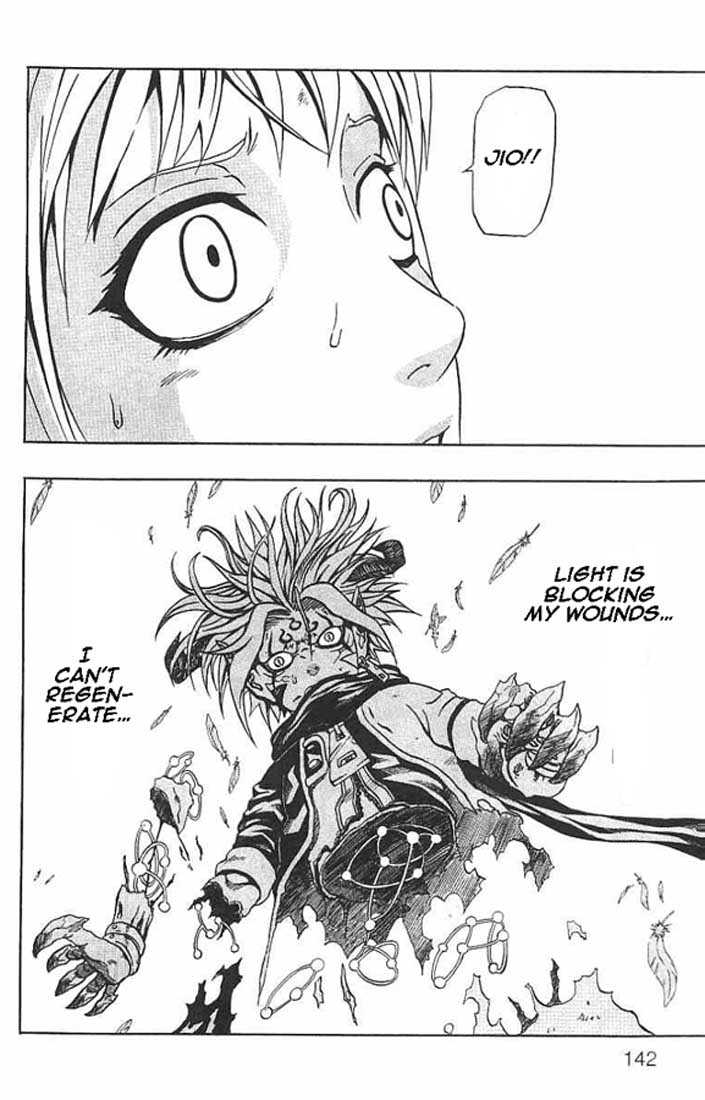 JIO!!
LIGHT IS
BLOCKING
MY WOUNDS...
I
CAN'T
REGEN-
ERATE...
142